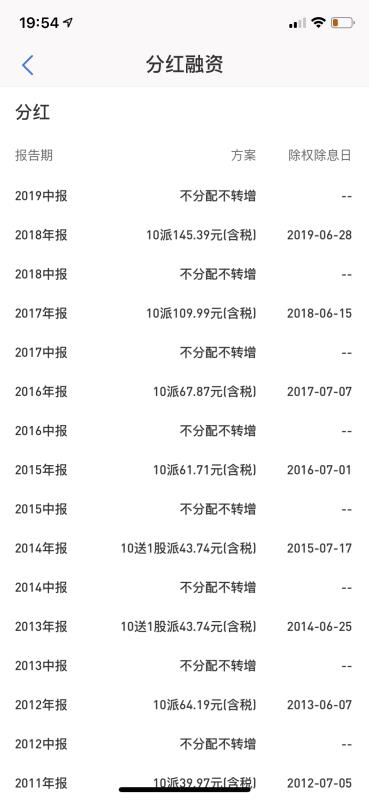 19:54
分红融资
分红
报告期 方案 除权除息日
2019中报 不分配不转增 --
2018年报 10派145.39元(含税) 2019-06-28
2018中报 不分配不转增 --
2017年报 10派109.99元(含税) 2018-06-15
2017中报 不分配不转增 --
2016年报 10派67.87元(含税) 2017-07-07
2016中报 不分配不转增 --
2015年报 10派61.71元(含税) 2016-07-01
2015中报 不分配不转增 --
2014年报 10送1股派43.74元(含税) 2015-07-17
2014中报 不分配不转增 --
2013年报 10送1股派43.74元(含税) 2014-06-25
2013中报 不分配不转增 --
2012年报 10派64.19元(含税) 2013-06-07
2012中报 不分配不转增 --
2011年报 10派39.97元(含税) 2012-07-05